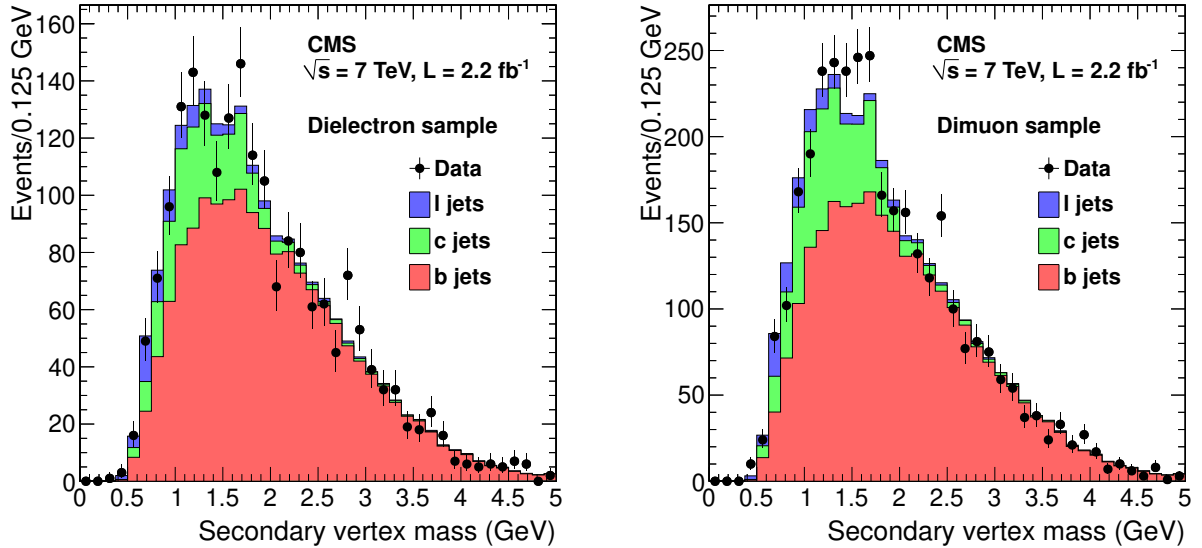 CMS
√s = 7 TeV, L = 2.2 fb⁻¹
Dielectron sample
Data
l jets
c jets
b jets
Events/0.125 GeV
160
140
120
100
80
60
40
20
0
0 0.5 1 1.5 2 2.5 3 3.5 4 4.5 5
Secondary vertex mass (GeV)
CMS
√s = 7 TeV, L = 2.2 fb⁻¹
Dimuon sample
Data
l jets
c jets
b jets
Events/0.125 GeV
250
200
150
100
50
0
0 0.5 1 1.5 2 2.5 3 3.5 4 4.5 5
Secondary vertex mass (GeV)